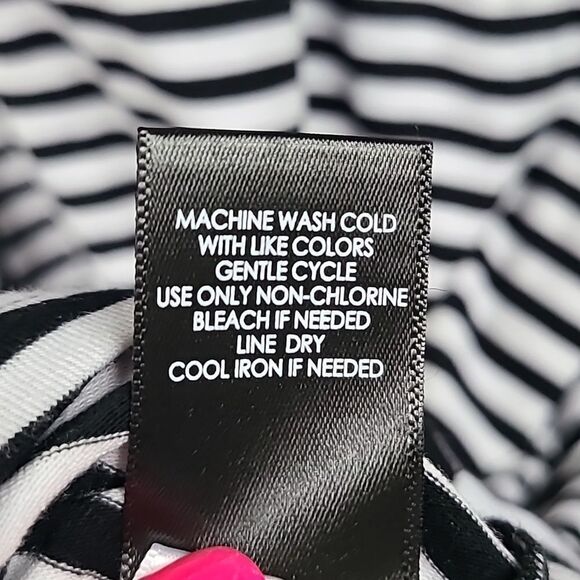 MACHINE WASH COLD
WITH LIKE COLORS
GENTLE CYCLE
USE ONLY NON-CHLORINE
BLEACH IF NEEDED
LINE DRY
COOL IRON IF NEEDED